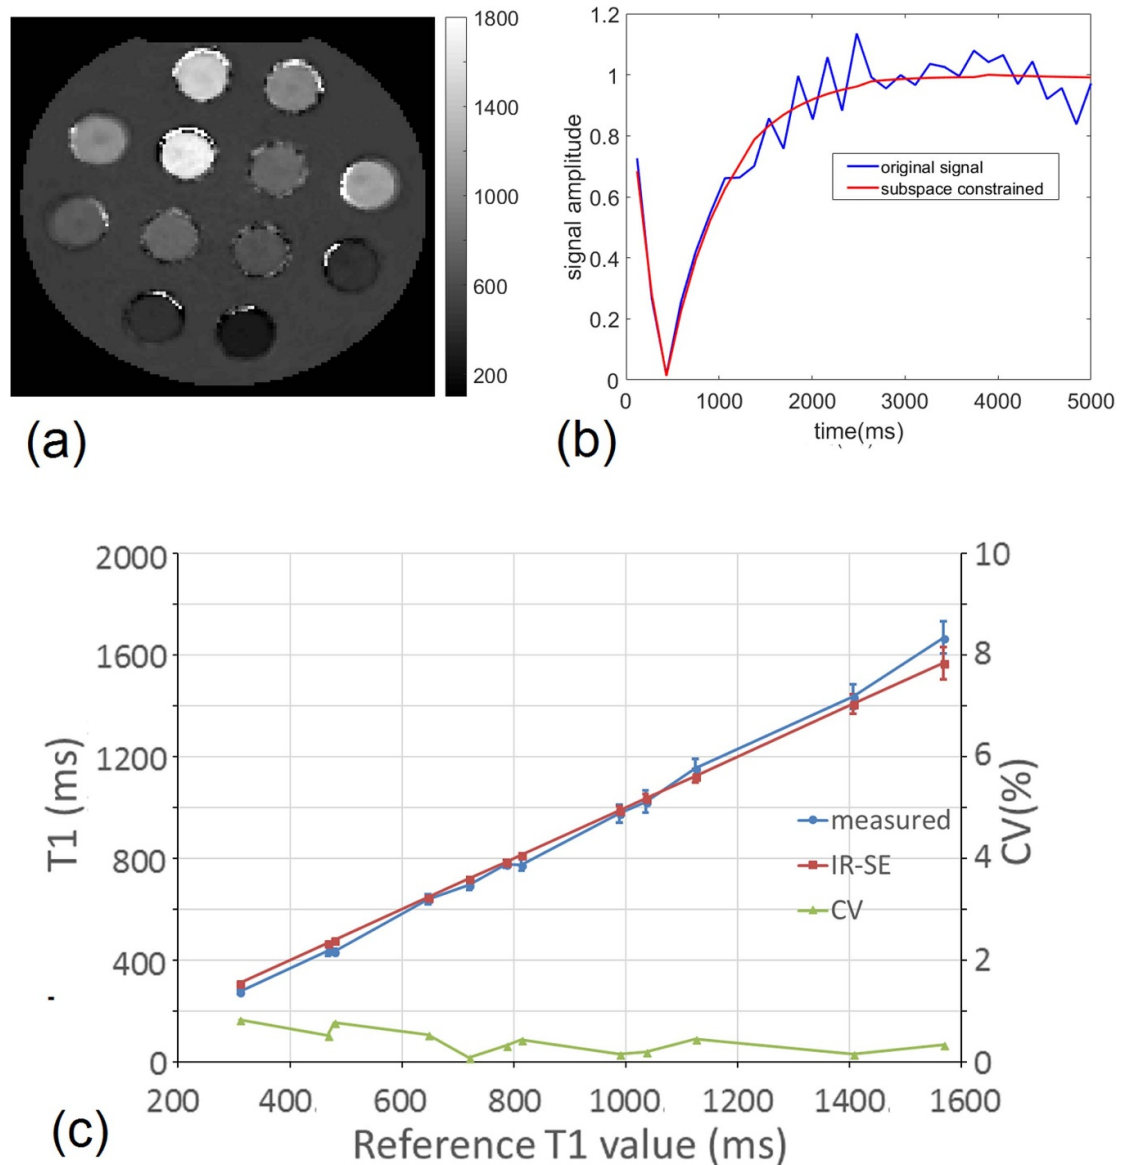 1800
1400
1000
600
200
(a)
1.2
1
0.8
0.6
0.4
0.2
0
signal amplitude
original signal
subspace constrained
0 1000 2000 3000 4000 5000
time(ms)
(b)
2000
1600
1200
800
400
0
T1 (ms)
10
8
6
4
2
0
CV(%)
measured
IR-SE
CV
200 400 600 800 1000 1200 1400 1600
Reference T1 value (ms)
(c)